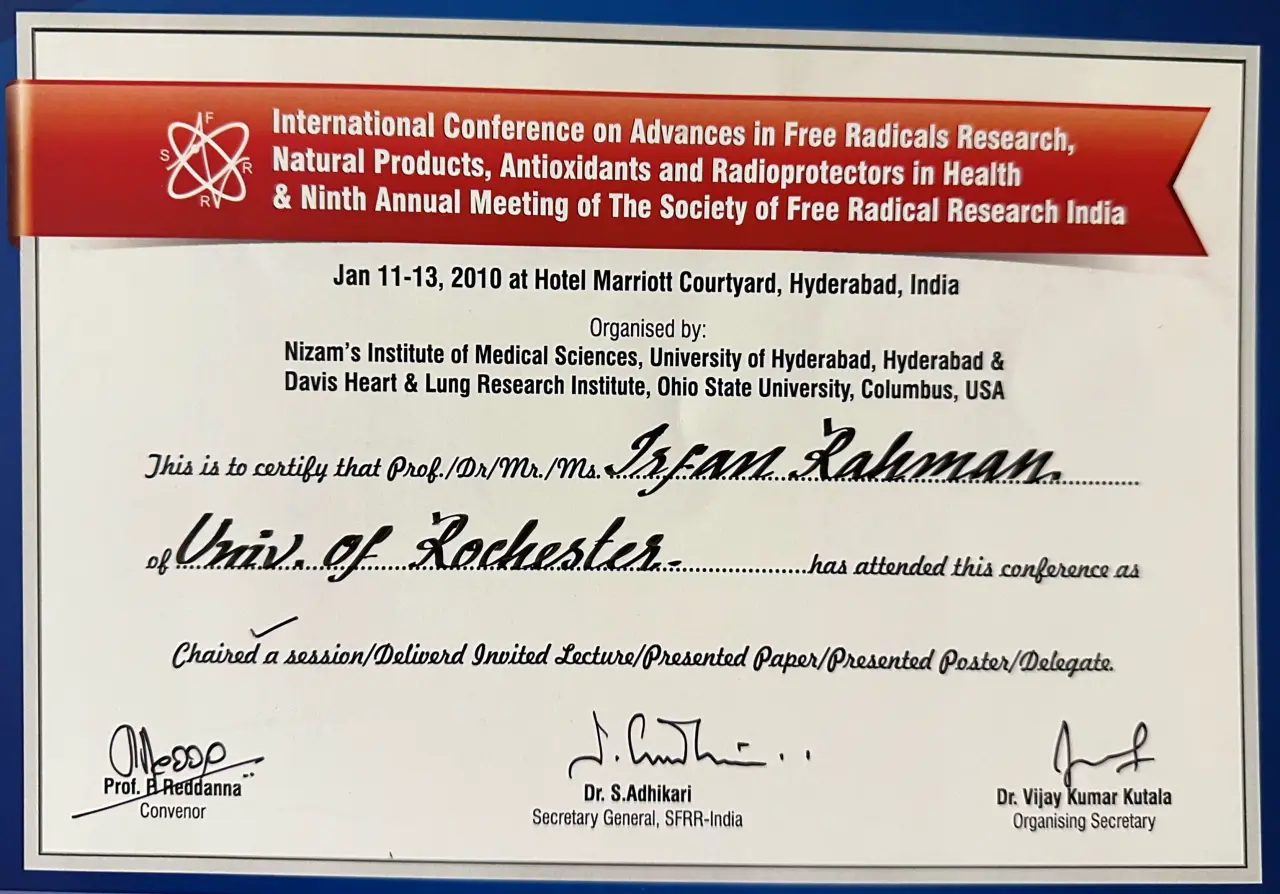 F
S
R
R
International Conference on Advances in Free Radicals Research,
Natural Products, Antioxidants and Radioprotectors in Health
& Ninth Annual Meeting of The Society of Free Radical Research India
Jan 11-13, 2010 at Hotel Marriott Courtyard, Hyderabad, India
Organised by:
Nizam's Institute of Medical Sciences, University of Hyderabad, Hyderabad &
Davis Heart & Lung Research Institute, Ohio State University, Columbus, USA
This is to certify that Prof./Dr/Mr./Ms. Irfan Rahman.
of Univ. of Rochester. has attended this conference as
Chaired a session/Deliverd Invited Lecture/Presented Paper/Presented Poster/Delegate.
Prof. P. Reddanna
Convenor
Dr. S.Adhikari
Secretary General, SFRR-India
Dr. Vijay Kumar Kutala
Organising Secretary